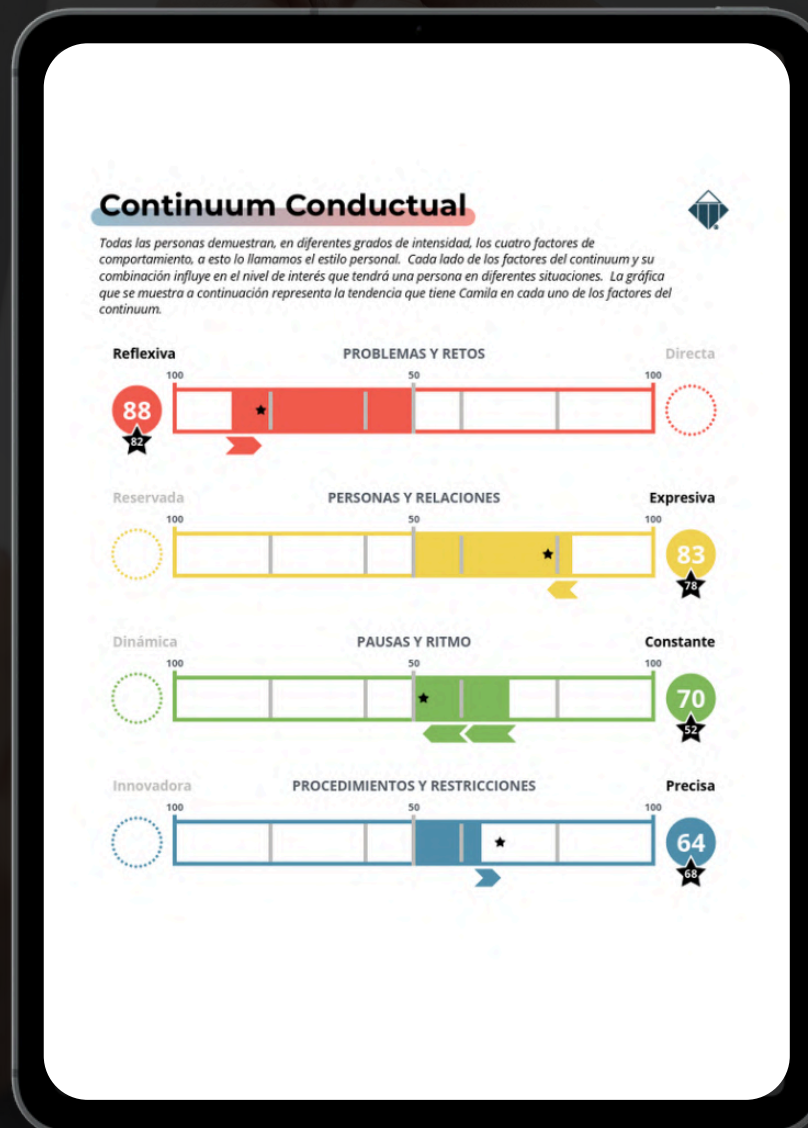 Continuum Conductual
Todas las personas demuestran, en diferentes grados de intensidad, los cuatro factores de
comportamiento, a esto lo llamamos el estilo personal. Cada lado de los factores del continuum y su
combinación influye en el nivel de interés que tendrá una persona en diferentes situaciones. La gráfica
que se muestra a continuación representa la tendencia que tiene Camila en cada uno de los factores del
continuum.
Reflexiva PROBLEMAS Y RETOS Directa
100 50 100
88
82
Reservada PERSONAS Y RELACIONES Expresiva
100 50 100
83
78
Dinámica PAUSAS Y RITMO Constante
100 50 100
70
52
Innovadora PROCEDIMIENTOS Y RESTRICCIONES Precisa
100 50 100
64
68